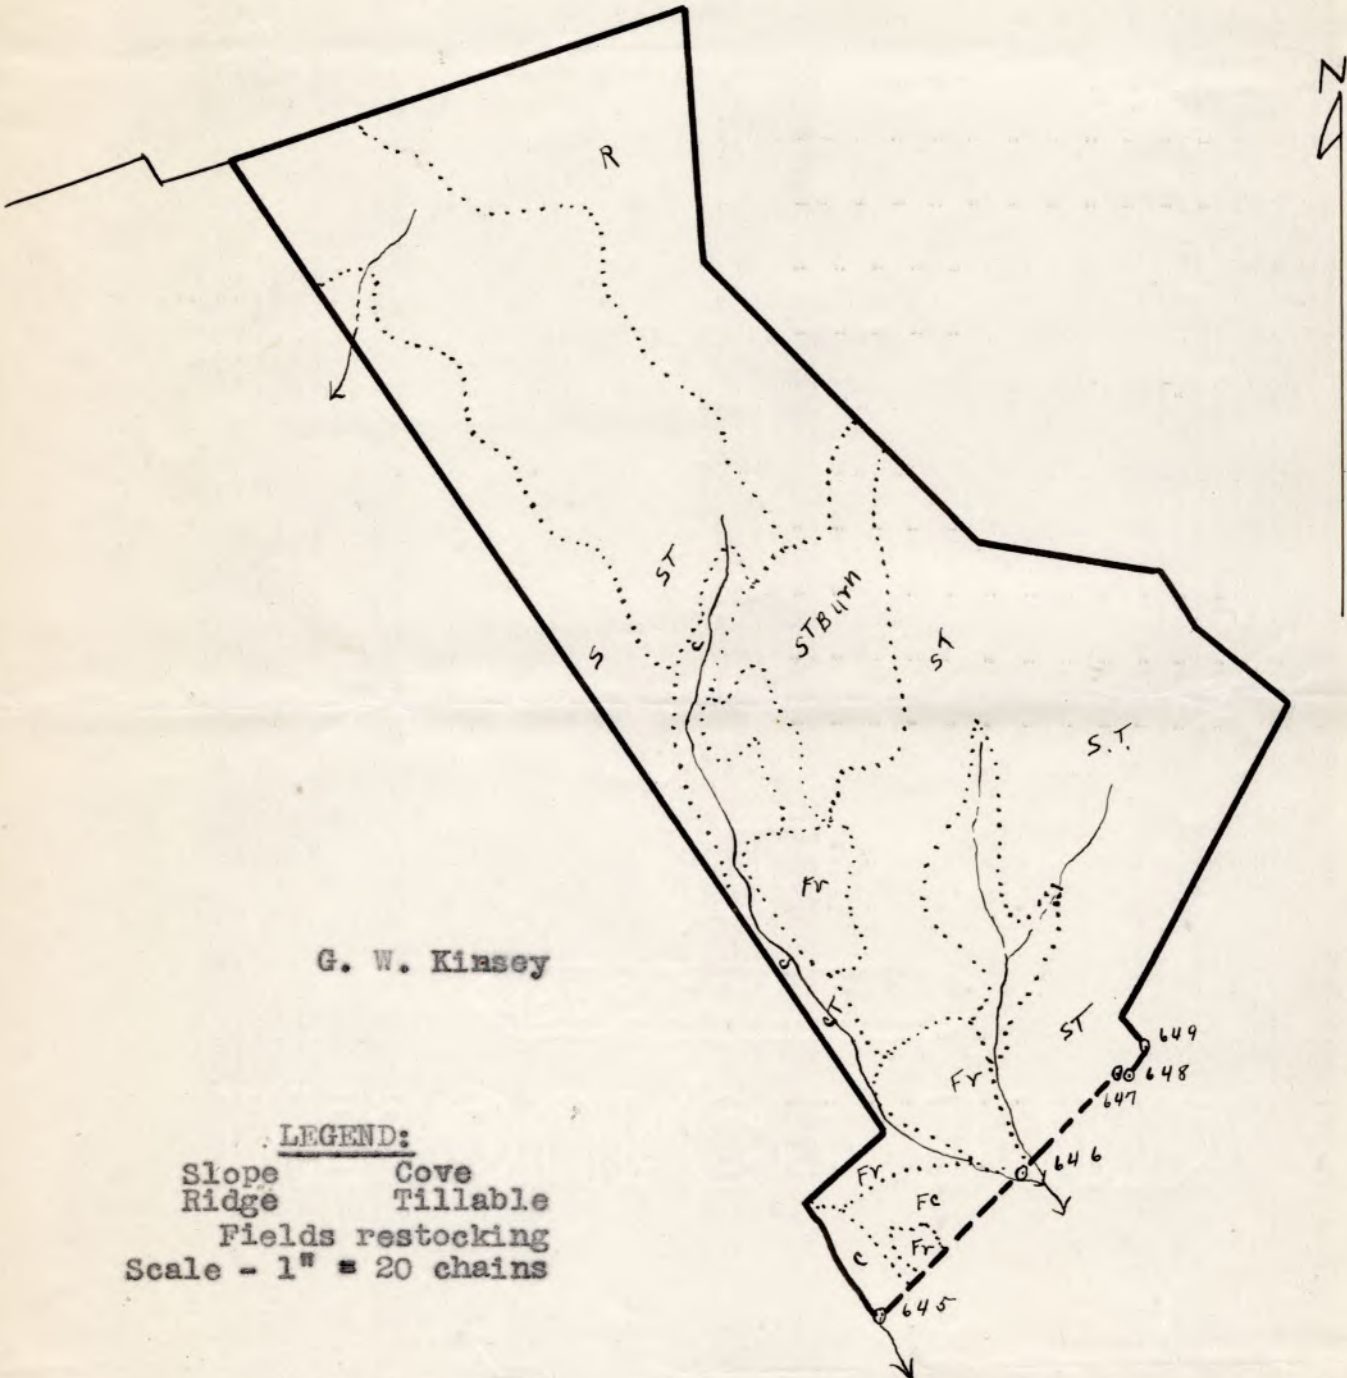 N
R
ST
STBurn
S
C
ST
S.T.
Fr
G. W. Kinsey
C
CT
ST
649
Fr
648
647
646
LEGEND:
Slope Cove
Ridge Tillable
Fields restocking
Scale - 1" = 20 chains
Fr
Fc
Fr
C
645